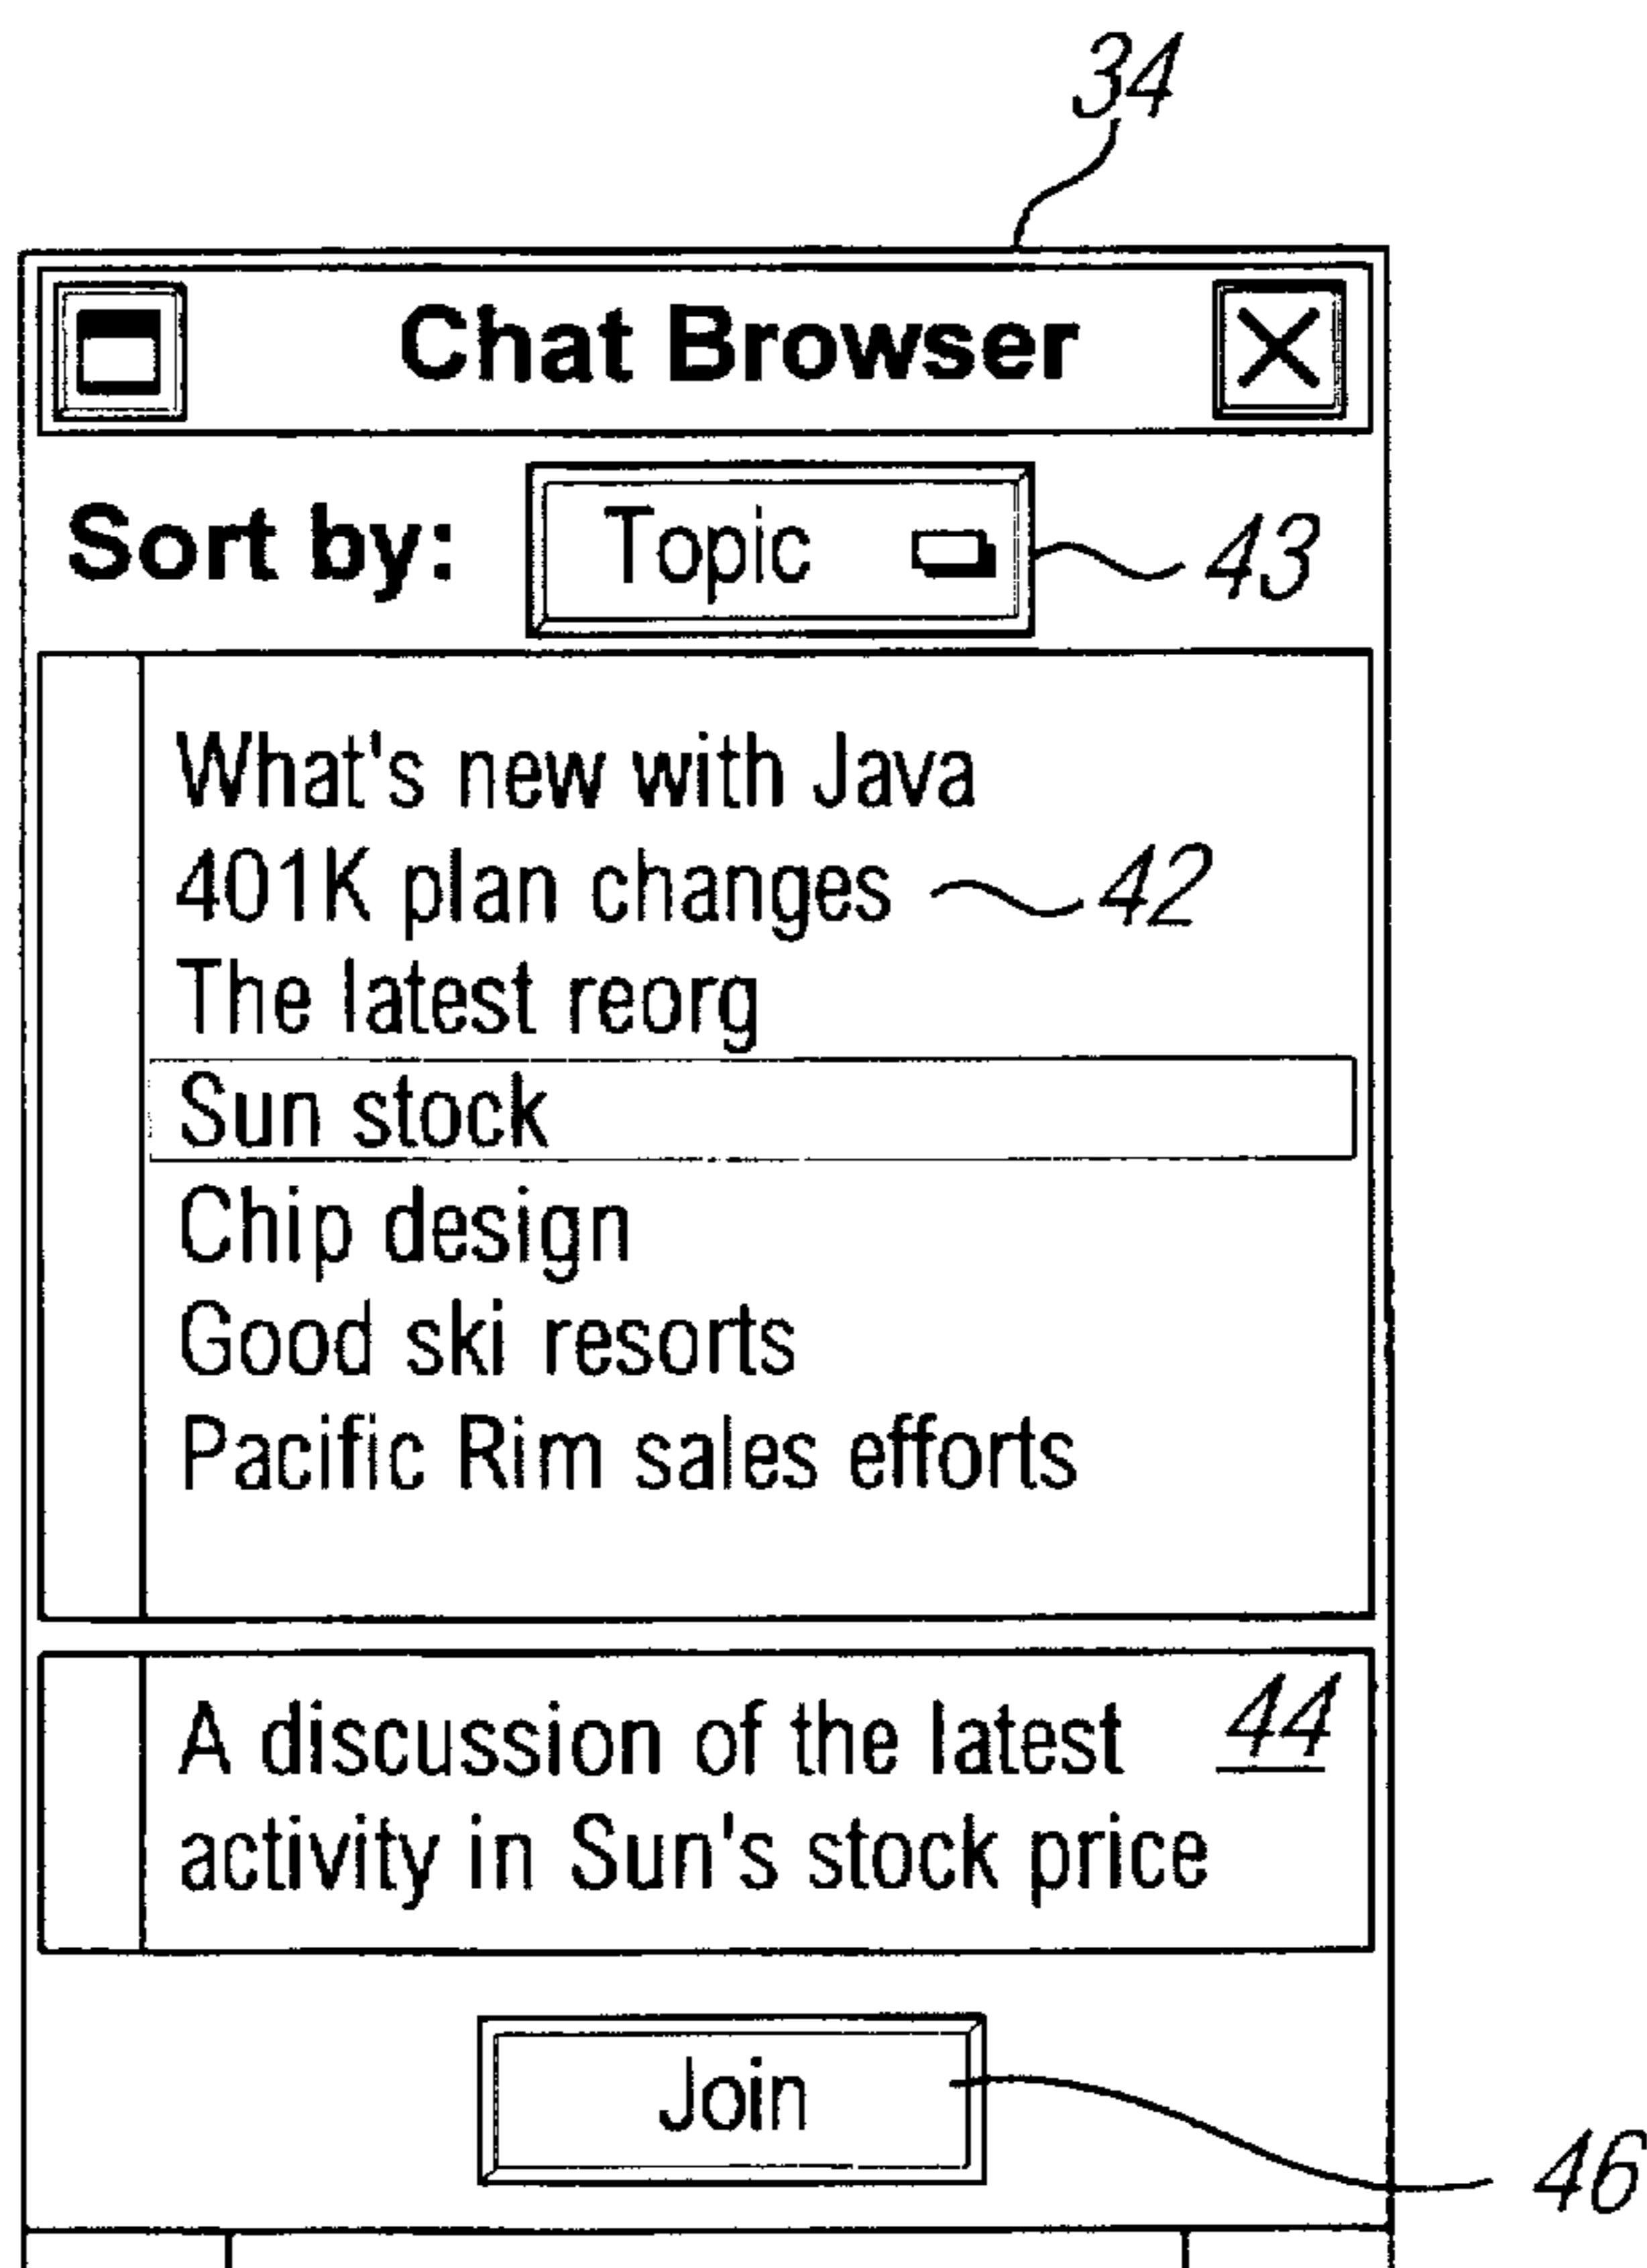 34
Chat Browser
Sort by: Topic 43
What's new with Java
401K plan changes 42
The latest reorg
Sun stock
Chip design
Good ski resorts
Pacific Rim sales efforts
A discussion of the latest 44
activity in Sun's stock price
Join
46